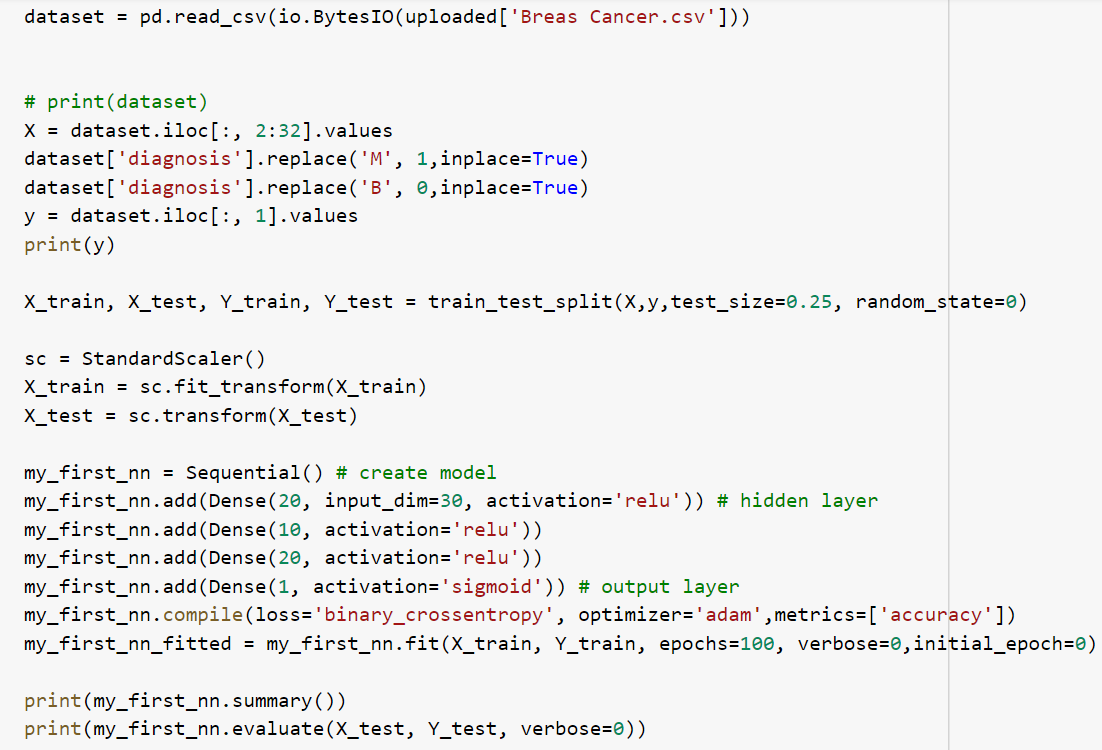 dataset = pd.read_csv(io.BytesIO(uploaded['Breas Cancer.csv']))
# print(dataset)
X = dataset.iloc[:, 2:32].values
dataset['diagnosis'].replace('M', 1,inplace=True)
dataset['diagnosis'].replace('B', 0,inplace=True)
y = dataset.iloc[:, 1].values
print(y)
X_train, X_test, Y_train, Y_test = train_test_split(X,y,test_size=0.25, random_state=0)
sc = StandardScaler()
X_train = sc.fit_transform(X_train)
X_test = sc.transform(X_test)
my_first_nn = Sequential() # create model
my_first_nn.add(Dense(20, input_dim=30, activation='relu')) # hidden layer
my_first_nn.add(Dense(10, activation='relu'))
my_first_nn.add(Dense(20, activation='relu'))
my_first_nn.add(Dense(1, activation='sigmoid')) # output layer
my_first_nn.compile(loss='binary_crossentropy', optimizer='adam',metrics=['accuracy'])
my_first_nn_fitted = my_first_nn.fit(X_train, Y_train, epochs=100, verbose=0,initial_epoch=0)
print(my_first_nn.summary())
print(my_first_nn.evaluate(X_test, Y_test, verbose=0))